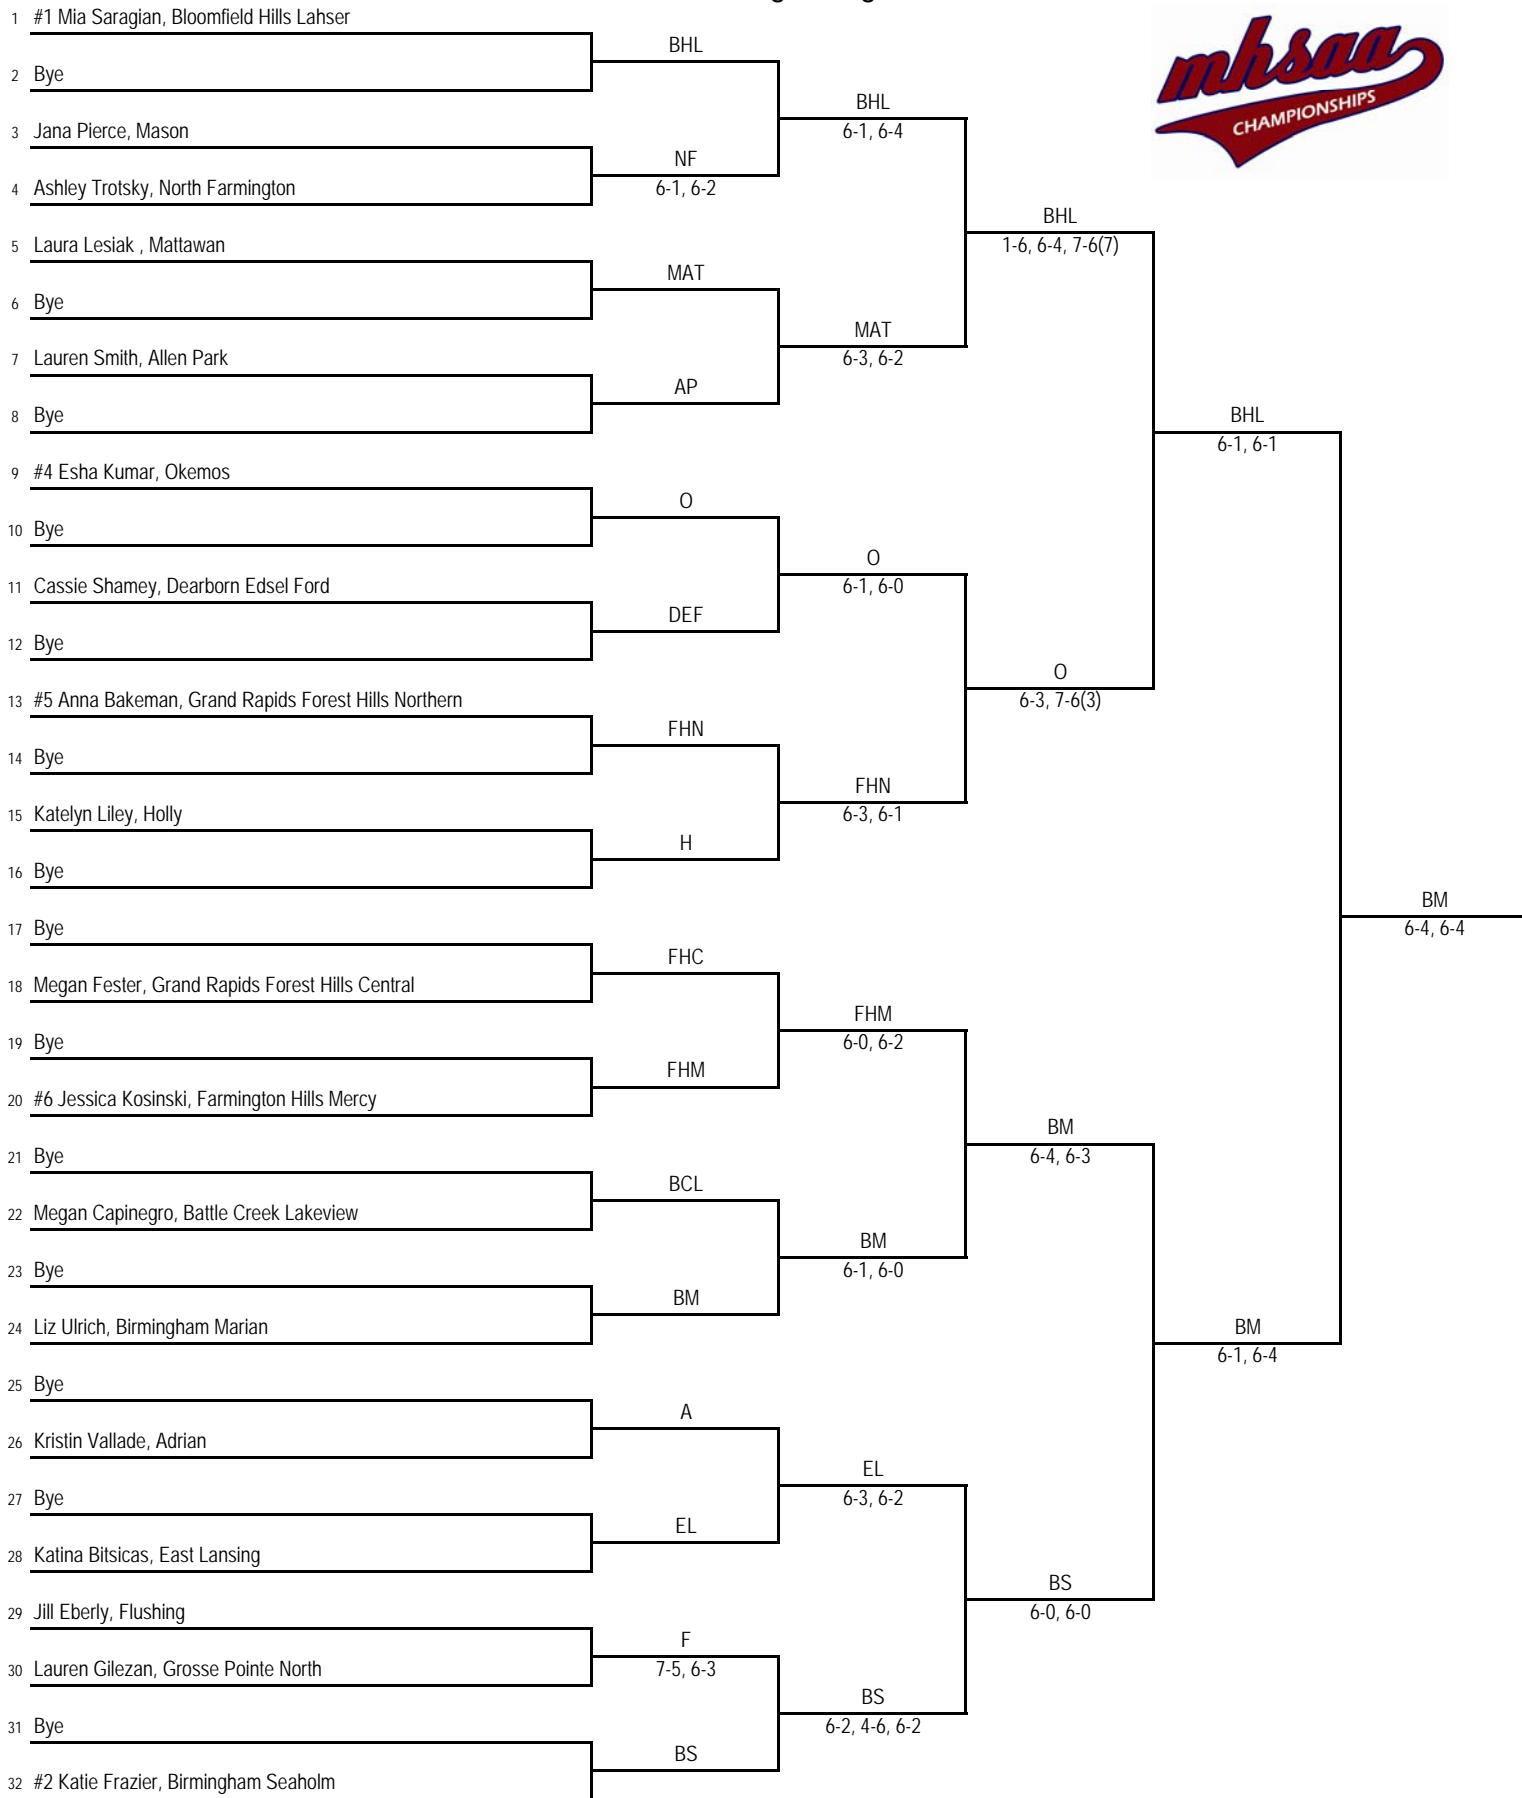 1 #1 Mia Saragian, Bloomfield Hills Lahser
2 Bye
3 Jana Pierce, Mason
4 Ashley Trotsky, North Farmington
5 Laura Lesiak , Mattawan
6 Bye
7 Lauren Smith, Allen Park
8 Bye
9 #4 Esha Kumar, Okemos
10 Bye
11 Cassie Shamey, Dearborn Edsel Ford
12 Bye
13 #5 Anna Bakeman, Grand Rapids Forest Hills Northern
14 Bye
15 Katelyn Liley, Holly
16 Bye
17 Bye
18 Megan Fester, Grand Rapids Forest Hills Central
19 Bye
20 #6 Jessica Kosinski, Farmington Hills Mercy
21 Bye
22 Megan Capinegro, Battle Creek Lakeview
23 Bye
24 Liz Ulrich, Birmingham Marian
25 Bye
26 Kristin Vallade, Adrian
27 Bye
28 Katina Bitsicas, East Lansing
29 Jill Eberly, Flushing
30 Lauren Gilezan, Grosse Pointe North
31 Bye
32 #2 Katie Frazier, Birmingham Seaholm
BHL
NF
6-1, 6-2
MAT
AP
O
DEF
FHN
H
FHC
FHM
BCL
BM
A
EL
F
7-5, 6-3
BS
BHL
6-1, 6-4
MAT
6-3, 6-2
O
6-1, 6-0
FHN
6-3, 6-1
FHM
6-0, 6-2
BM
6-1, 6-0
EL
6-3, 6-2
BS
6-2, 4-6, 6-2
BHL
1-6, 6-4, 7-6(7)
O
6-3, 7-6(3)
BM
6-4, 6-3
BS
6-0, 6-0
BHL
6-1, 6-1
BM
6-1, 6-4
BM
6-4, 6-4
mhsaa
CHAMPIONSHIPS